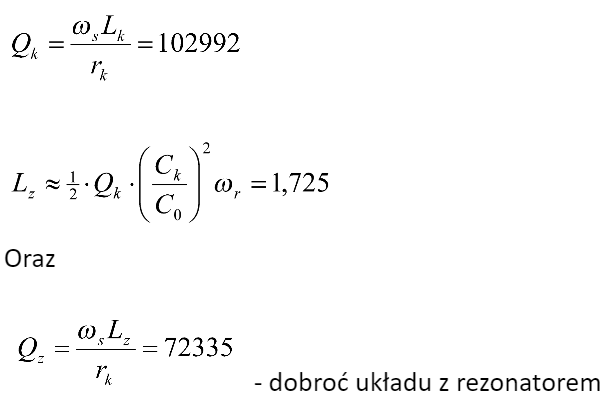 Q_k = ω_s L_k / r_k = 102992
L_z ≈ ½ · Q_k · (C_k / C_0)² ω_r = 1,725
Oraz
Q_z = ω_s L_z / r_k = 72335 - dobroć układu z rezonatorem